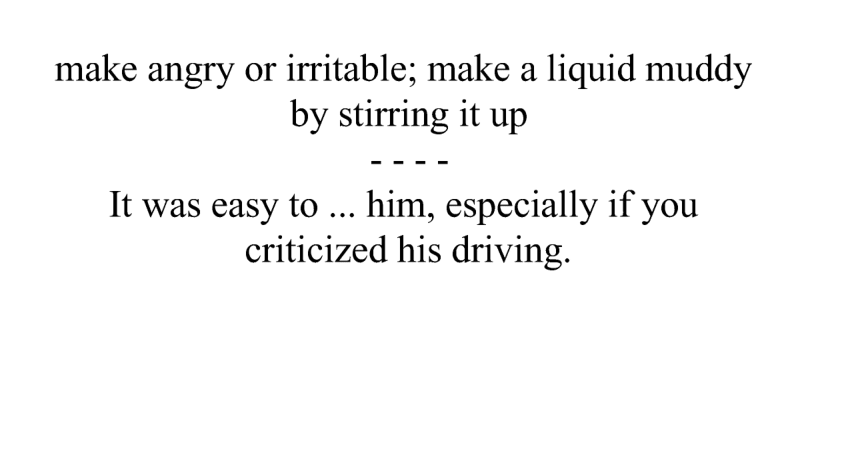 make angry or irritable; make a liquid muddy
by stirring it up
- - - -
It was easy to ... him, especially if you
criticized his driving.